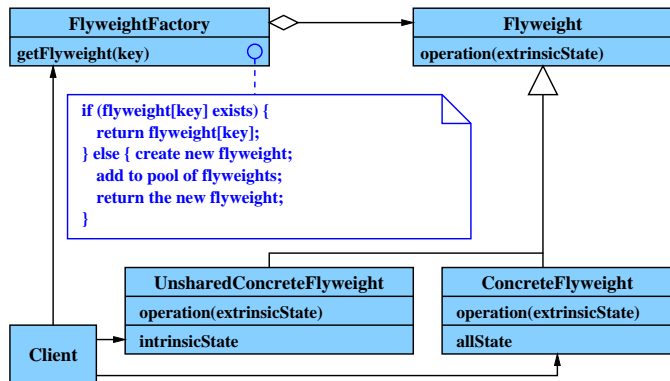 FlyweightFactory
getFlyweight(key)
Flyweight
operation(extrinsicState)
if (flyweight[key] exists) {
return flyweight[key];
} else { create new flyweight;
add to pool of flyweights;
return the new flyweight;
}
UnsharedConcreteFlyweight
operation(extrinsicState)
intrinsicState
ConcreteFlyweight
operation(extrinsicState)
allState
Client